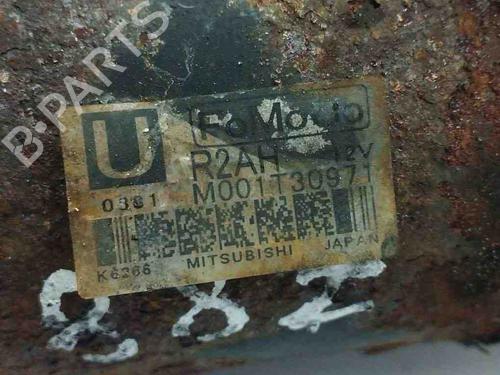 B-PARTS
U
FoMoCo
R2AH 12V
M001T30971
0381
K6266 MITSUBISHI JAPAN